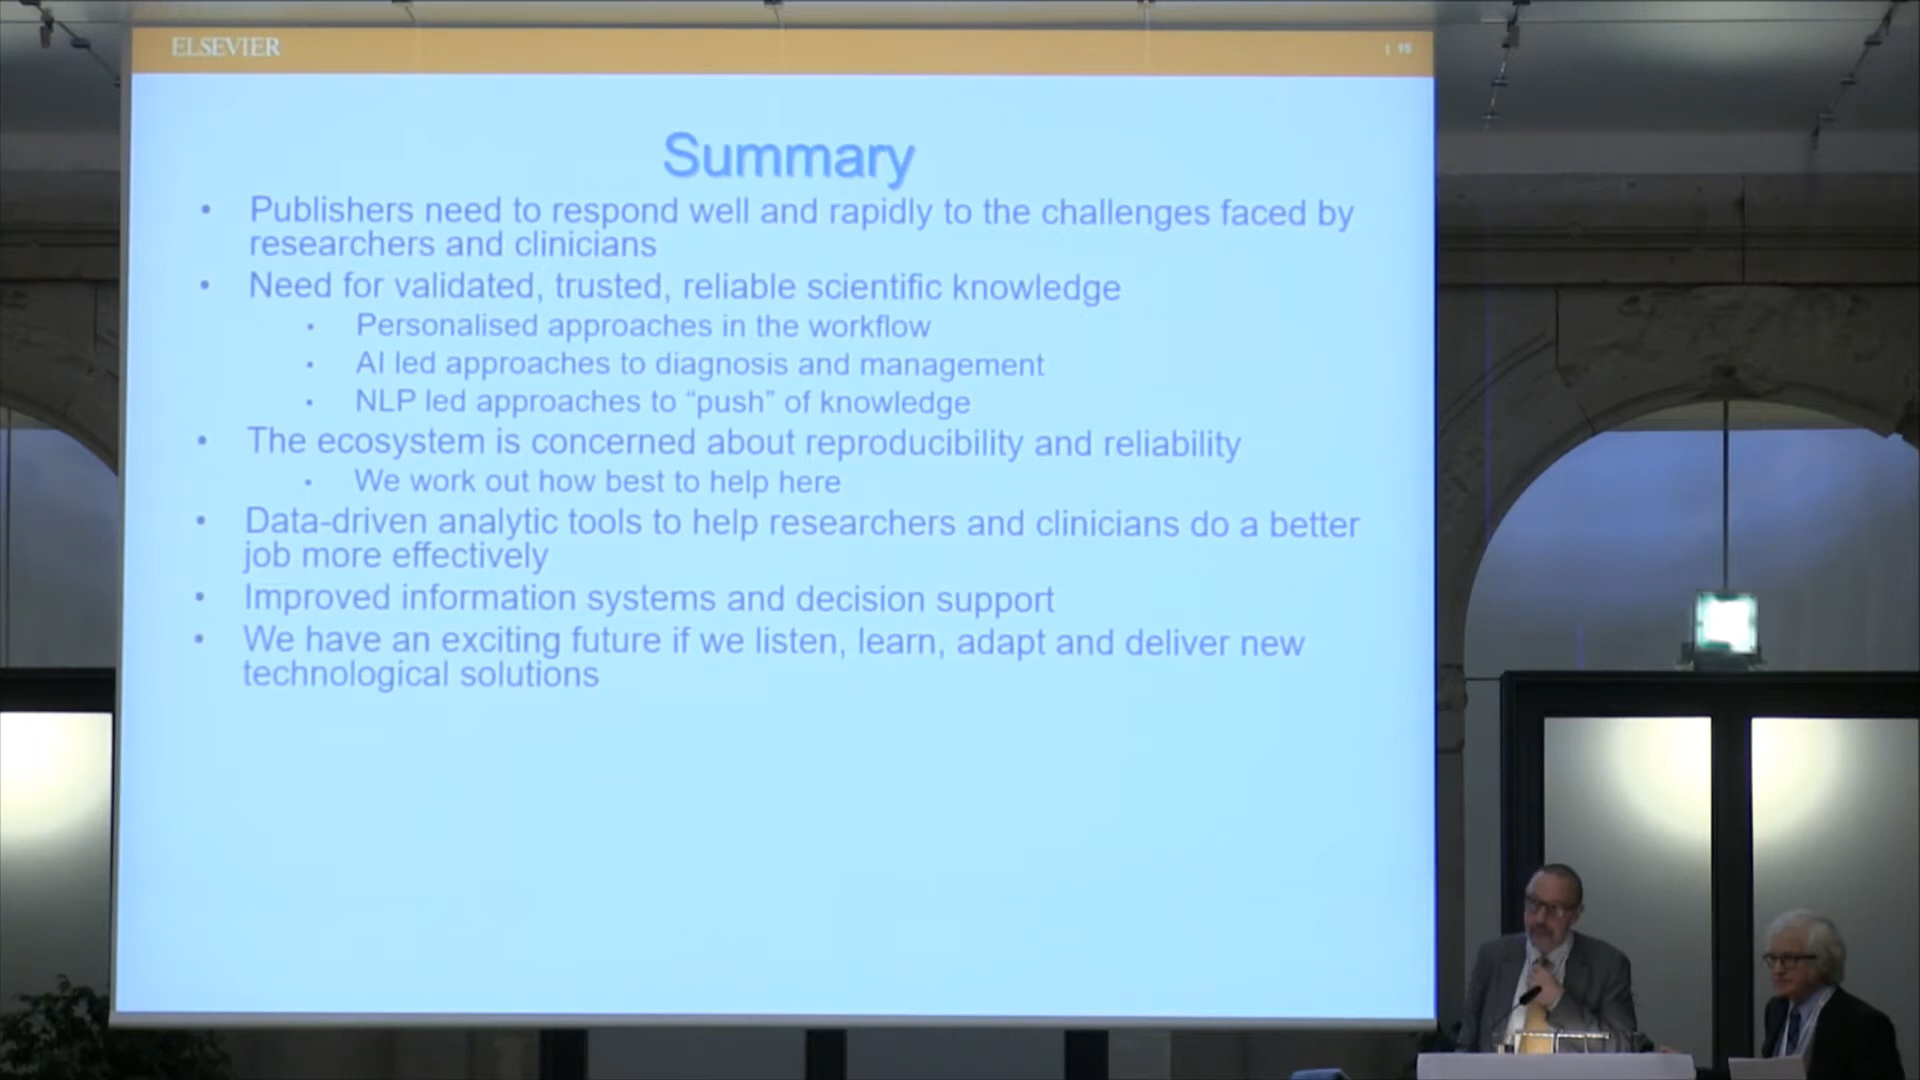 ELSEVIER
Summary
• Publishers need to respond well and rapidly to the challenges faced by
researchers and clinicians
• Need for validated, trusted, reliable scientific knowledge
• Personalised approaches in the workflow
• AI led approaches to diagnosis and management
• NLP led approaches to “push” of knowledge
• The ecosystem is concerned about reproducibility and reliability
• We work out how best to help here
• Data-driven analytic tools to help researchers and clinicians do a better
job more effectively
• Improved information systems and decision support
• We have an exciting future if we listen, learn, adapt and deliver new
technological solutions